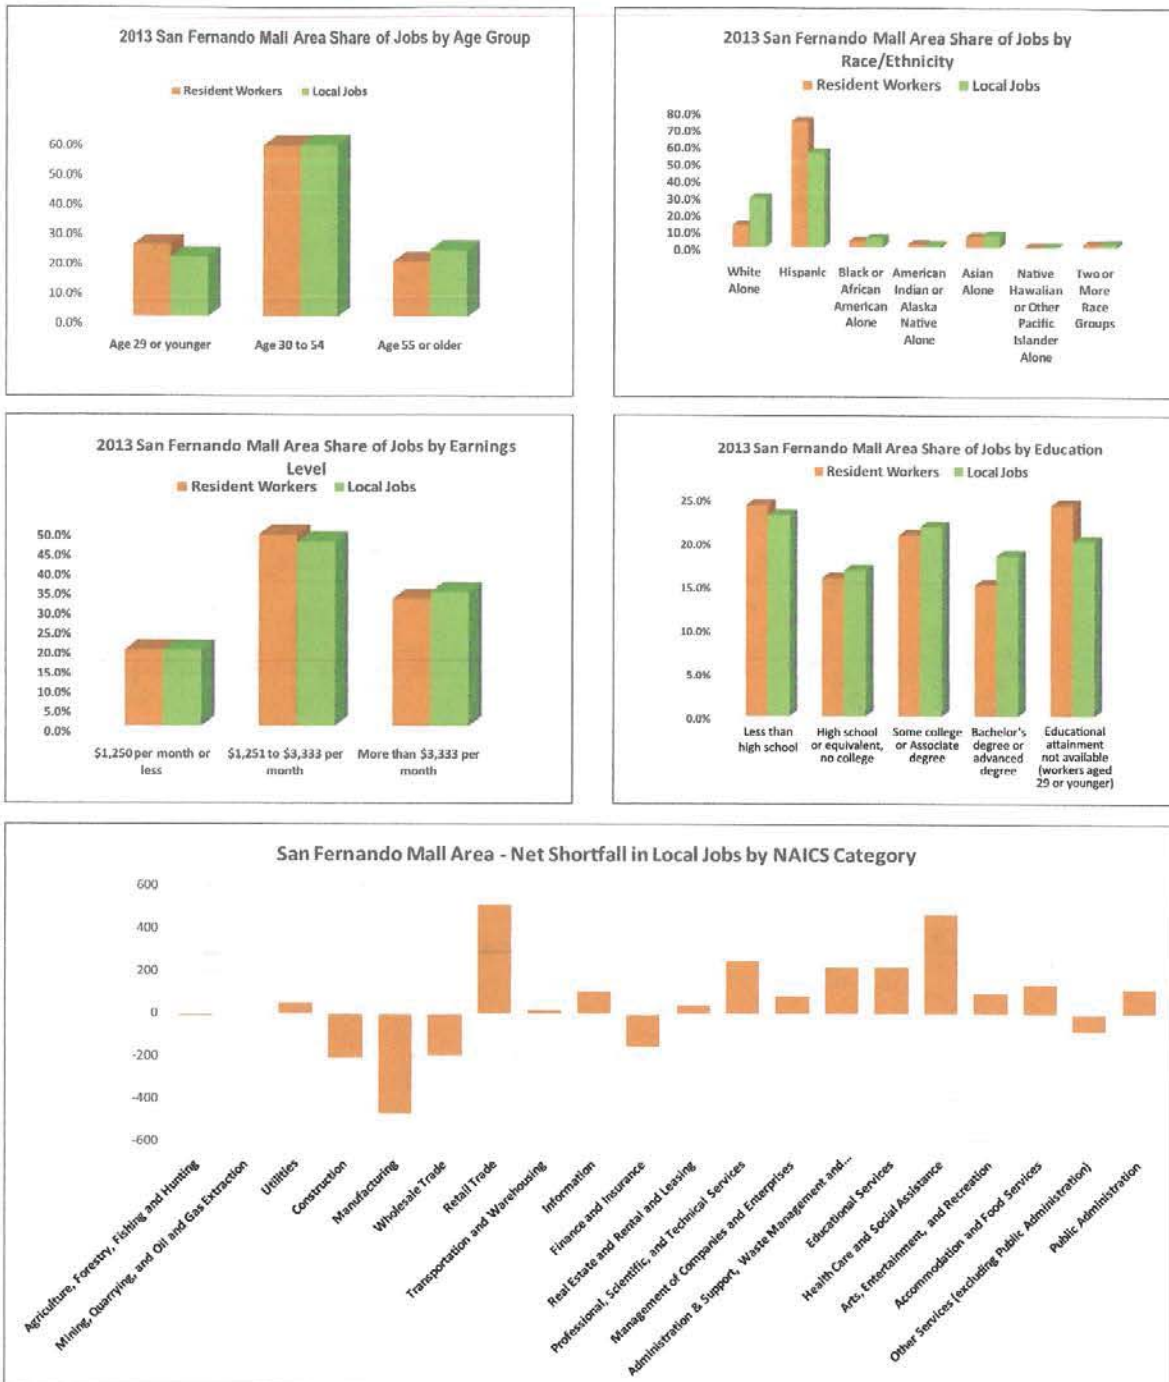 2013 San Fernando Mall Area Share of Jobs by Age Group
Resident Workers Local Jobs
60.0%
50.0%
40.0%
30.0%
20.0%
10.0%
0.0%
Age 29 or younger Age 30 to 54 Age 55 or older
2013 San Fernando Mall Area Share of Jobs by
Race/Ethnicity
Resident Workers Local Jobs
80.0%
70.0%
60.0%
50.0%
40.0%
30.0%
20.0%
10.0%
0.0%
White
Alone
Hispanic
Black or
African
American
Alone
American
Indian or
Alaska
Native
Alone
Asian
Alone
Native
Hawaiian
or Other
Pacific
Islander
Alone
Two or
More
Race
Groups
2013 San Fernando Mall Area Share of Jobs by Earnings
Level
Resident Workers Local Jobs
50.0%
45.0%
40.0%
35.0%
30.0%
25.0%
20.0%
15.0%
10.0%
5.0%
0.0%
$1,250 per month or
less
$1,251 to $3,333 per
month
More than $3,333 per
month
2013 San Fernando Mall Area Share of Jobs by Education
Resident Workers Local Jobs
25.0%
20.0%
15.0%
10.0%
5.0%
0.0%
Less than
high school
High school
or equivalent,
no college
Some college
or Associate
degree
Bachelor's
degree or
advanced
degree
Educational
attainment
not available
(workers aged
29 or younger)
San Fernando Mall Area - Net Shortfall in Local Jobs by NAICS Category
600
400
200
0
-200
-400
-600
Agriculture, Forestry, Fishing and Hunting
Mining, Quarrying, and Oil and Gas Extraction
Utilities
Construction
Manufacturing
Wholesale Trade
Retail Trade
Transportation and Warehousing
Information
Finance and Insurance
Real Estate and Rental and Leasing
Professional, Scientific, and Technical Services
Management of Companies and Enterprises
Administration & Support, Waste Management and...
Educational Services
Health Care and Social Assistance
Arts, Entertainment, and Recreation
Accommodation and Food Services
Other Services (excluding Public Administration)
Public Administration